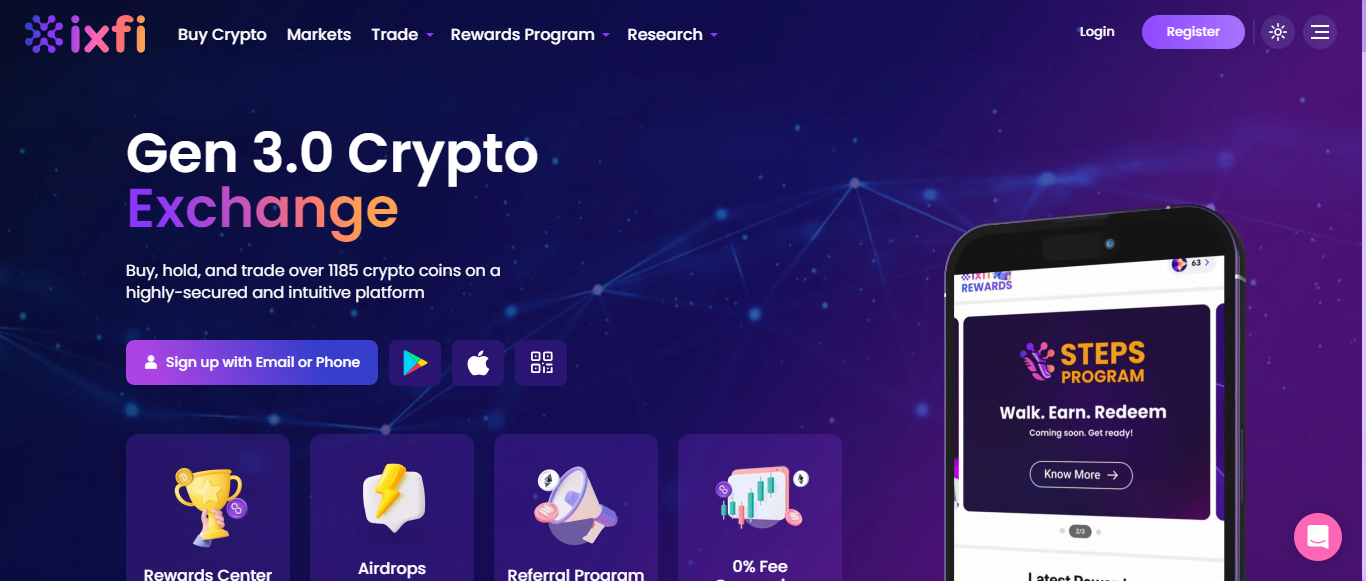 ixfi
Buy Crypto
Markets
Trade
Rewards Program
Research
Login
Register
Gen 3.0 Crypto
Exchange
Buy, hold, and trade over 1185 crypto coins on a
highly-secured and intuitive platform
Sign up with Email or Phone
Rewards Center
Airdrops
Referral Program
0% Fee
ixfi
REWARDS
63
STEPS
PROGRAM
Walk. Earn. Redeem
Coming soon. Get ready!
Know More
2/3
Latest